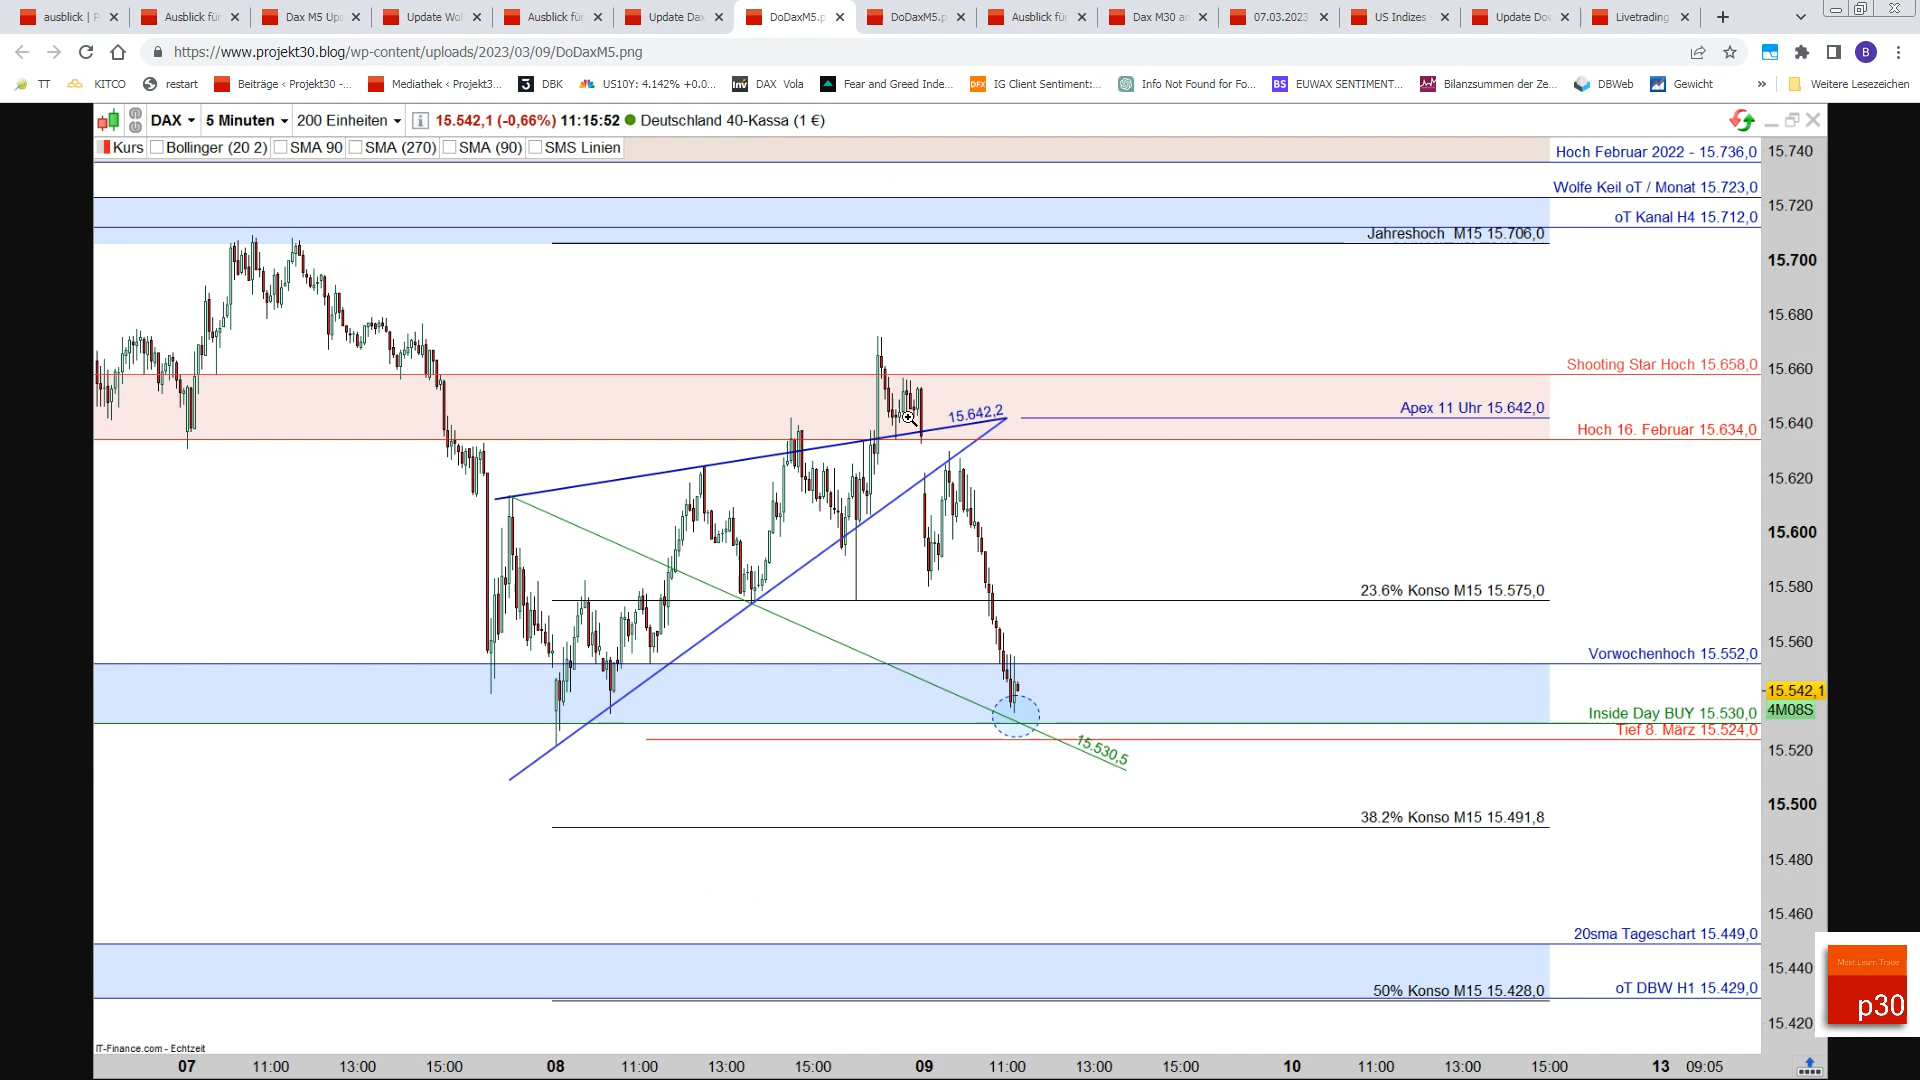 ausblick | P
Ausblick für
Dax M5 Upd
Update Wol
Ausblick für
Update Dax
DoDaxM5.p
DoDaxM5.p
Ausblick für
Dax M30 an
07.03.2023
US Indizes
Update Dow
Livetrading
https://www.projekt30.blog/wp-content/uploads/2023/03/09/DoDaxM5.png
B
TT
KITCO
restart
Beiträge ‹ Projekt30 -...
Mediathek ‹ Projekt3...
DBK
US10Y: 4.142% +0.0...
Inv
DAX Vola
Fear and Greed Inde...
DFX
IG Client Sentiment:...
Info Not Found for Fo...
BS
EUWAX SENTIMENT...
Bilanzsummen der Ze...
DBWeb
Gewicht
»
Weitere Lesezeichen
DAX
5 Minuten
200 Einheiten
15.542,1 (-0,66%) 11:15:52
Deutschland 40-Kassa (1 €)
Kurs
Bollinger (20 2)
SMA 90
SMA (270)
SMA (90)
SMS Linien
Hoch Februar 2022 - 15.736,0
15.740
Wolfe Keil oT / Monat 15.723,0
15.720
oT Kanal H4 15.712,0
Jahreshoch M15 15.706,0
15.700
15.680
Shooting Star Hoch 15.658,0
15.660
15.642,2
Apex 11 Uhr 15.642,0
15.640
Hoch 16. Februar 15.634,0
15.620
15.600
23.6% Konso M15 15.575,0
15.580
Vorwochenhoch 15.552,0
15.560
15.542,1
4M08S
Inside Day BUY 15.530,0
Tief 8. März 15.524,0
15.530,5
15.520
15.500
38.2% Konso M15 15.491,8
15.480
15.460
20sma Tageschart 15.449,0
15.440
50% Konso M15 15.428,0
oT DBW H1 15.429,0
15.420
Meet.Learn.Trade
p30
IT-Finance.com - Echtzeit
07
11:00
13:00
15:00
08
11:00
13:00
15:00
09
11:00
13:00
15:00
10
11:00
13:00
15:00
13
09:05